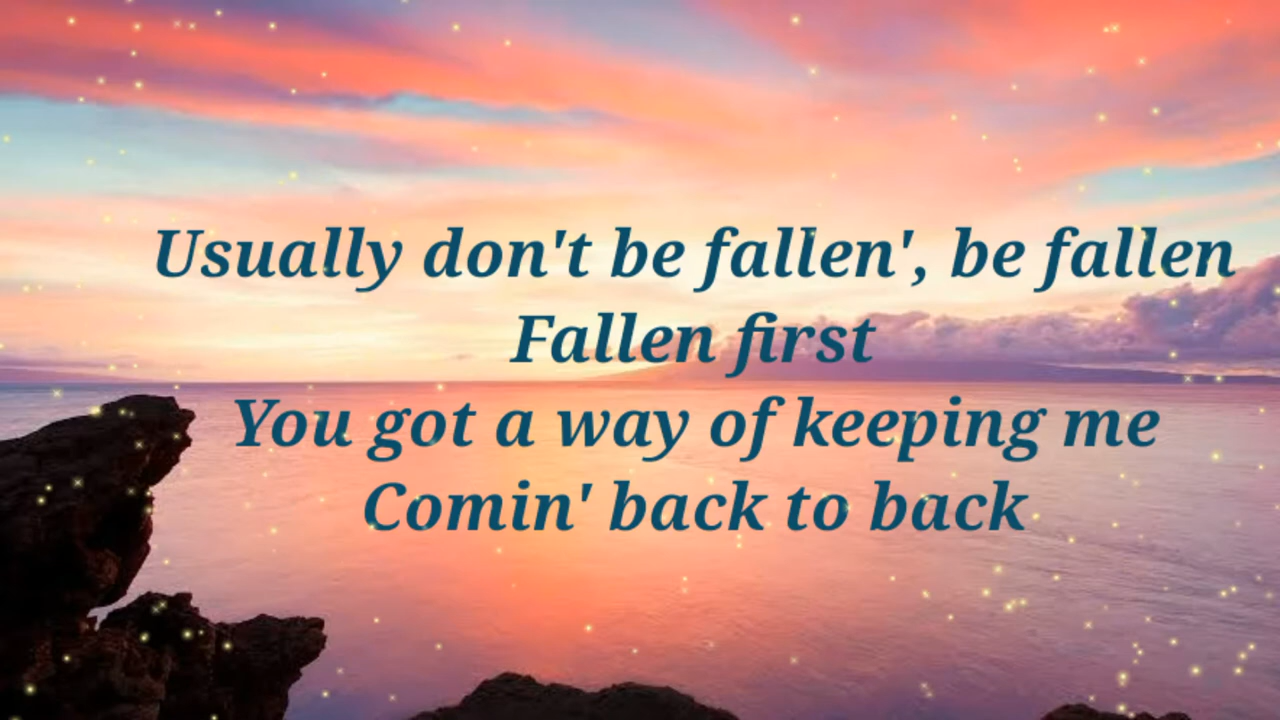 Usually don't be fallen', be fallen
Fallen first
You got a way of keeping me
Comin' back to back